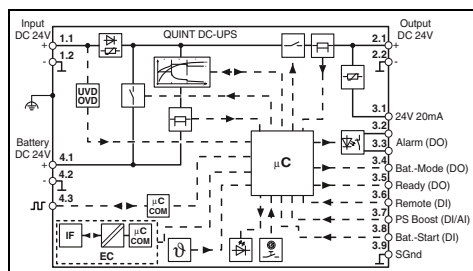 Input
DC 24V
QUINT DC-UPS
Output
DC 24V
+ 1.1
2.1 +
1.2
-
2.2
-
UVD
OVD
3.1
24V 20mA
3.2
3.3
Alarm (DO)
Battery
DC 24V
+ 4.1
µC
3.4
Bat.-Mode (DO)
3.5
Ready (DO)
- 4.2
4.3
µC
COM
3.6
Remote (DI)
3.7
PS Boost (DI/AI)
3.8
Bat.-Start (DI)
3.9
SGnd
IF
µC
COM
EC
ϑ